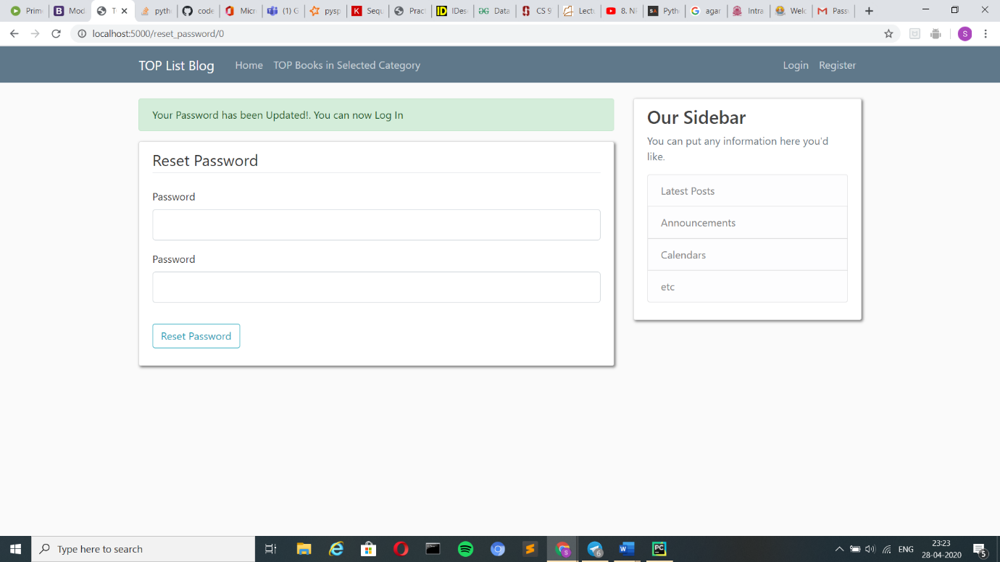 Prim
Mod
T
pyth
code
Micr
(1) G
pysp
Sequ
Prac
IDes
Data
CS 9
Lect
8. NF
Pyth
agar
Intra
Welc
Pass
localhost:5000/reset_password/0
S
TOP List Blog
Home
TOP Books in Selected Category
Login
Register
Your Password has been Updated!. You can now Log In
Reset Password
Password
Password
Reset Password
Our Sidebar
You can put any information here you'd
like.
Latest Posts
Announcements
Calendars
etc
Type here to search
ENG
23:23
28-04-2020